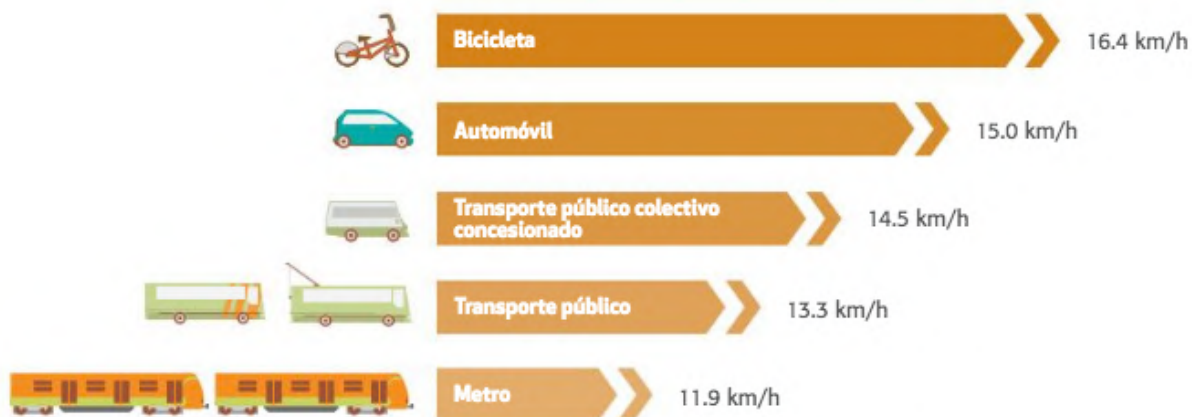 Bicicleta
16.4 km/h
Automóvil
15.0 km/h
Transporte público colectivo
concesionado
14.5 km/h
Transporte público
13.3 km/h
Metro
11.9 km/h